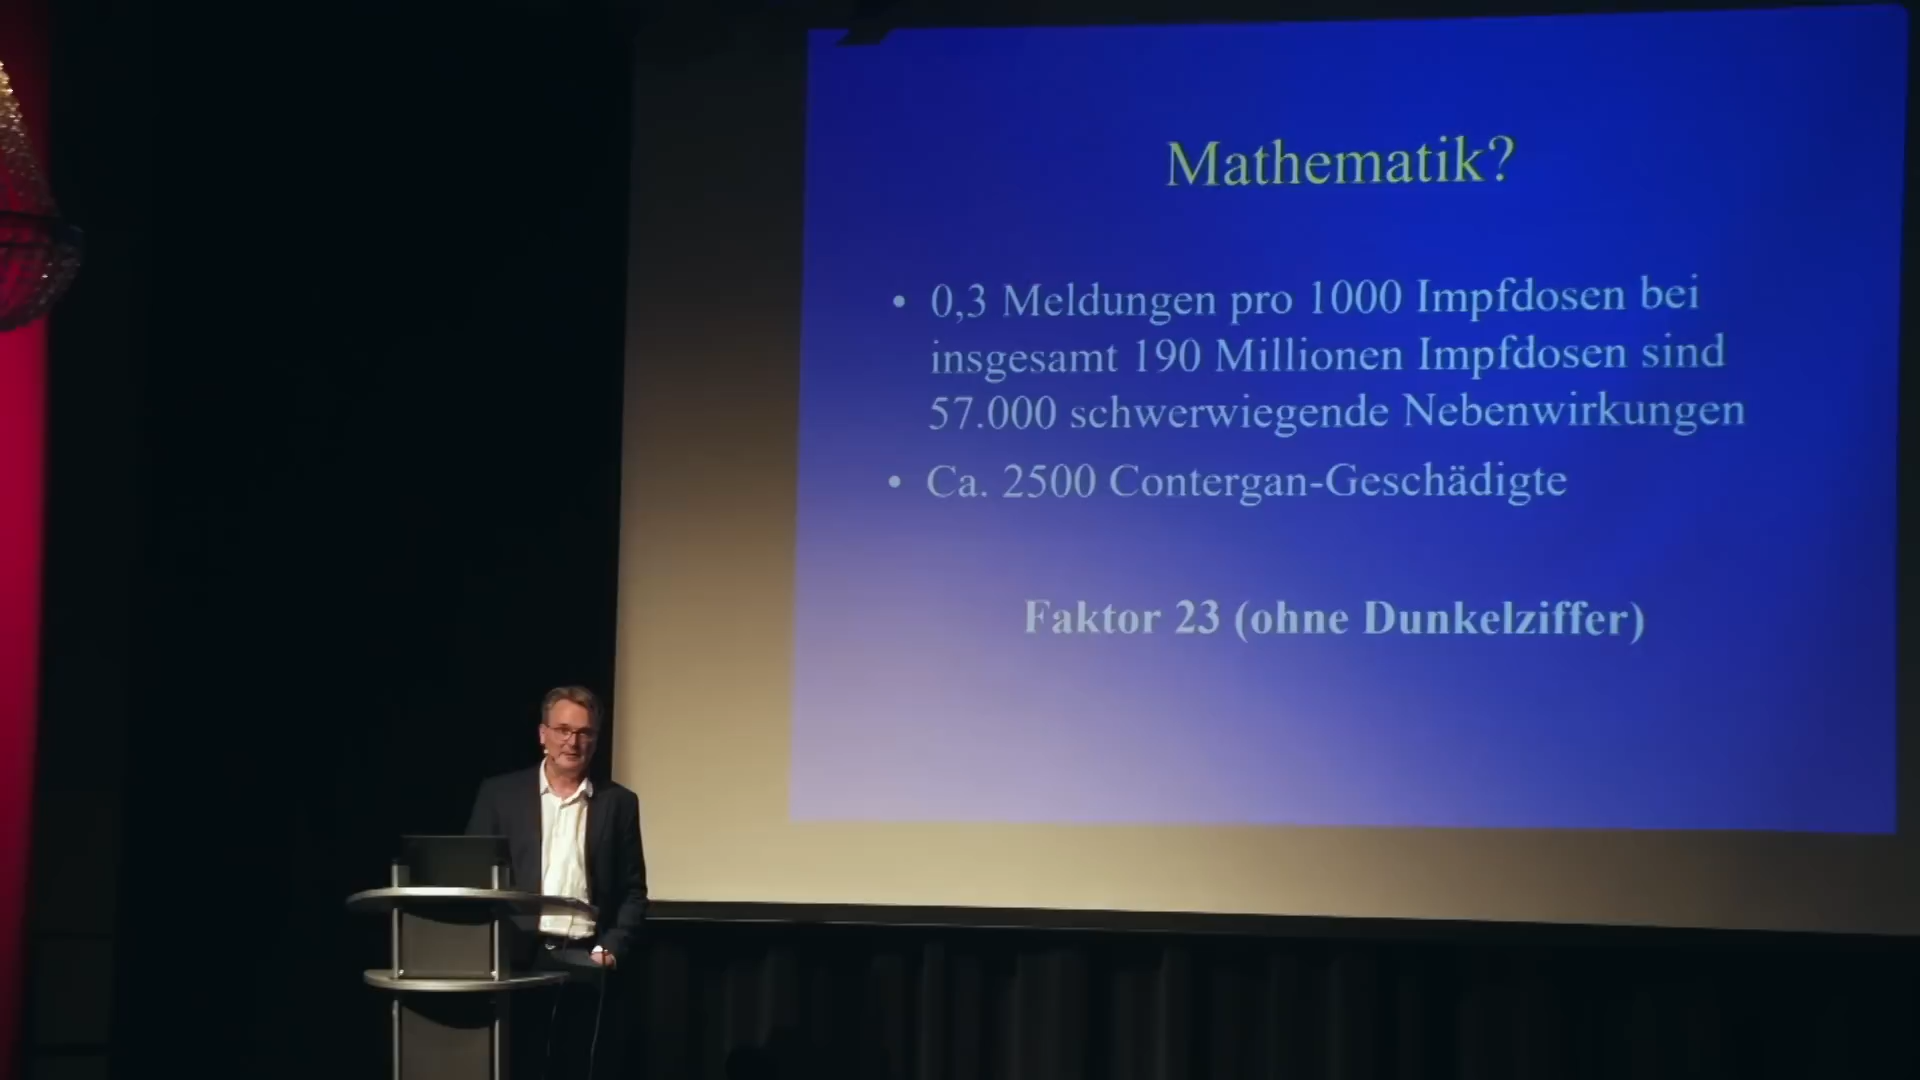 Mathematik?
• 0,3 Meldungen pro 1000 Impfdosen bei
insgesamt 190 Millionen Impfdosen sind
57.000 schwerwiegende Nebenwirkungen
• Ca. 2500 Contergan-Geschädigte
Faktor 23 (ohne Dunkelziffer)